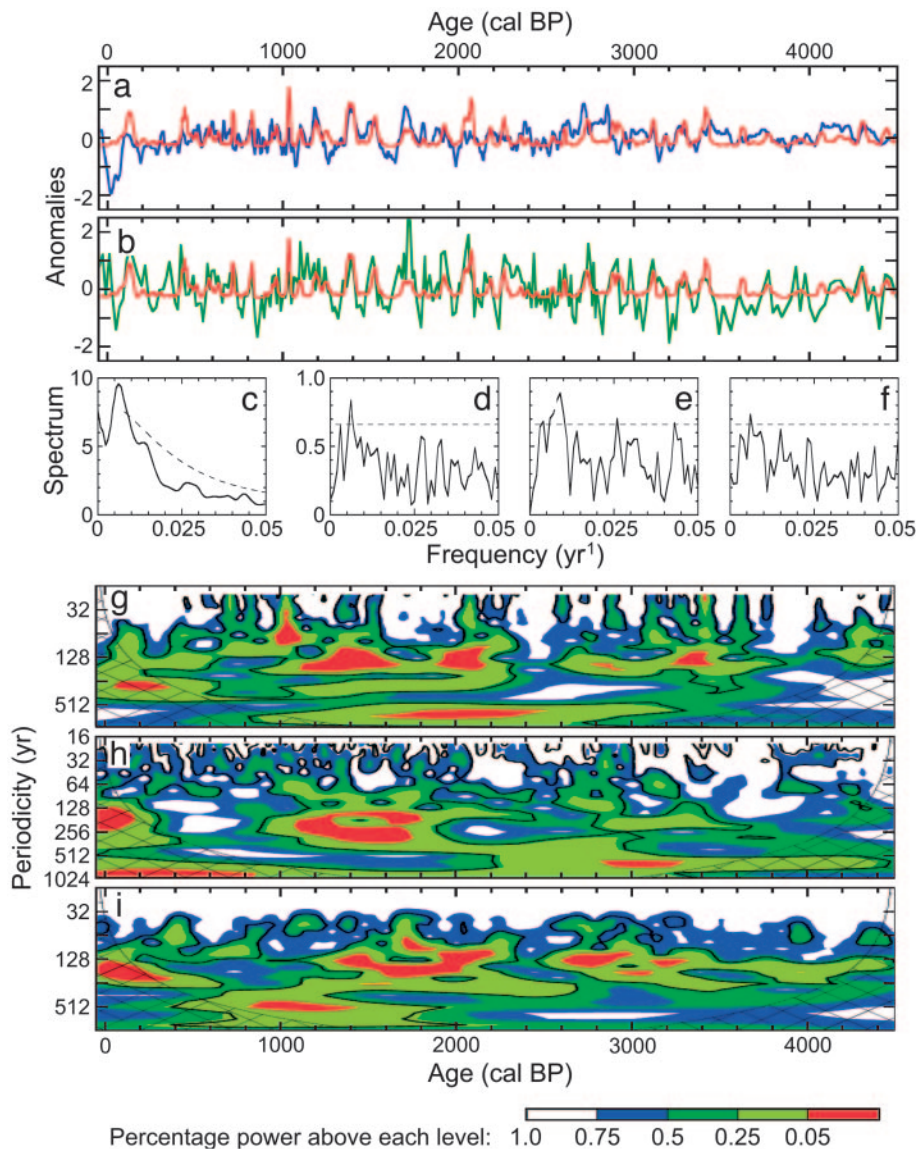 Age (cal BP)
0 1000 2000 3000 4000
a
2
0
-2
b
2
0
-2
Anomalies
c d e f
10
5
0
1.0
0.5
0
Spectrum
0 0.025 0.05 0 0.025 0.05 0 0.025 0.05 0 0.025 0.05
Frequency (yr1)
g
32
128
512
h
16
32
64
128
256
512
1024
i
32
128
512
Periodicity (yr)
0 1000 2000 3000 4000
Age (cal BP)
Percentage power above each level: 1.0 0.75 0.5 0.25 0.05